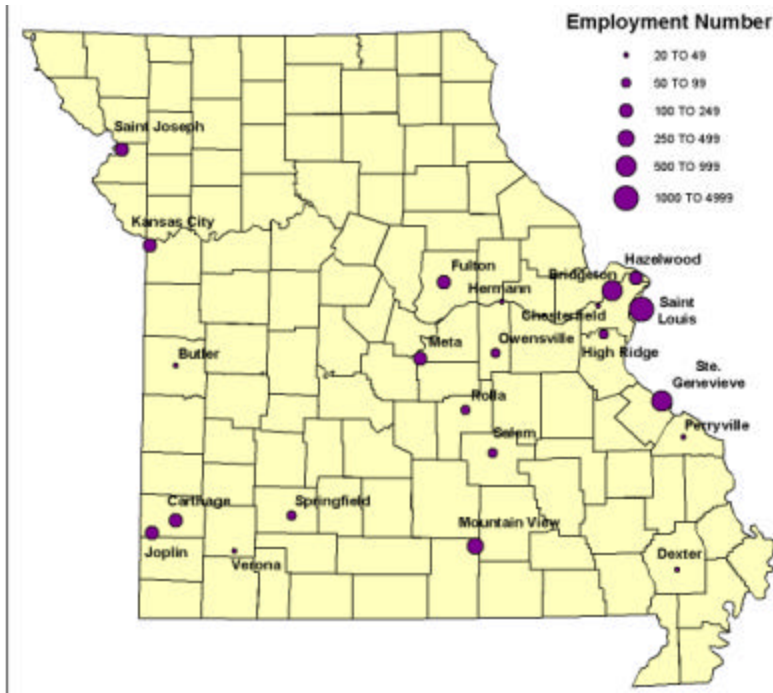 Employment Number
20 TO 49
50 TO 99
100 TO 249
250 TO 499
500 TO 999
1000 TO 4999
Saint Joseph
Kansas City
Fulton
Hermann
Bridgeton
Hazelwood
Chesterfield
Saint
Louis
Butler
Meta
Owensville
High Ridge
Ste.
Genevieve
Rolla
Perryville
Salem
Carthage
Springfield
Mountain View
Joplin
Verona
Dexter